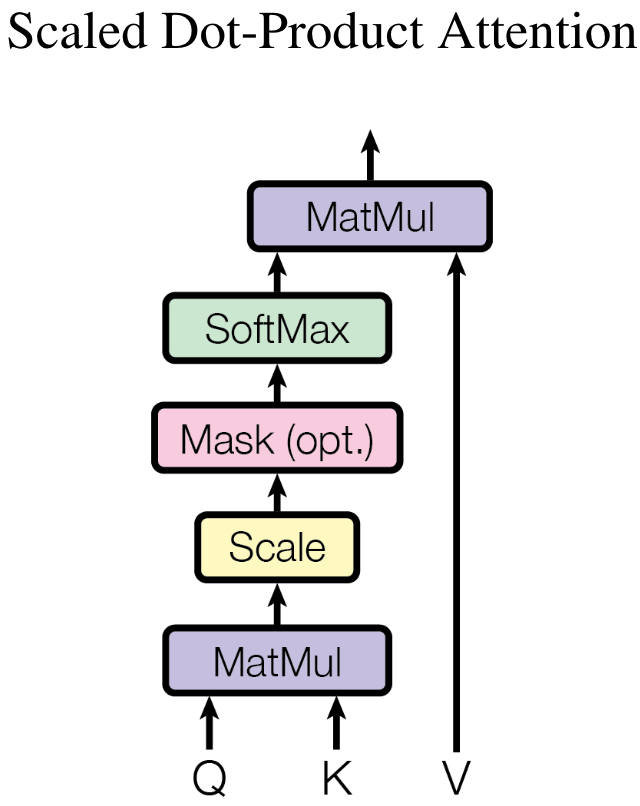 Scaled Dot-Product Attention
MatMul
SoftMax
Mask (opt.)
Scale
MatMul
Q K V